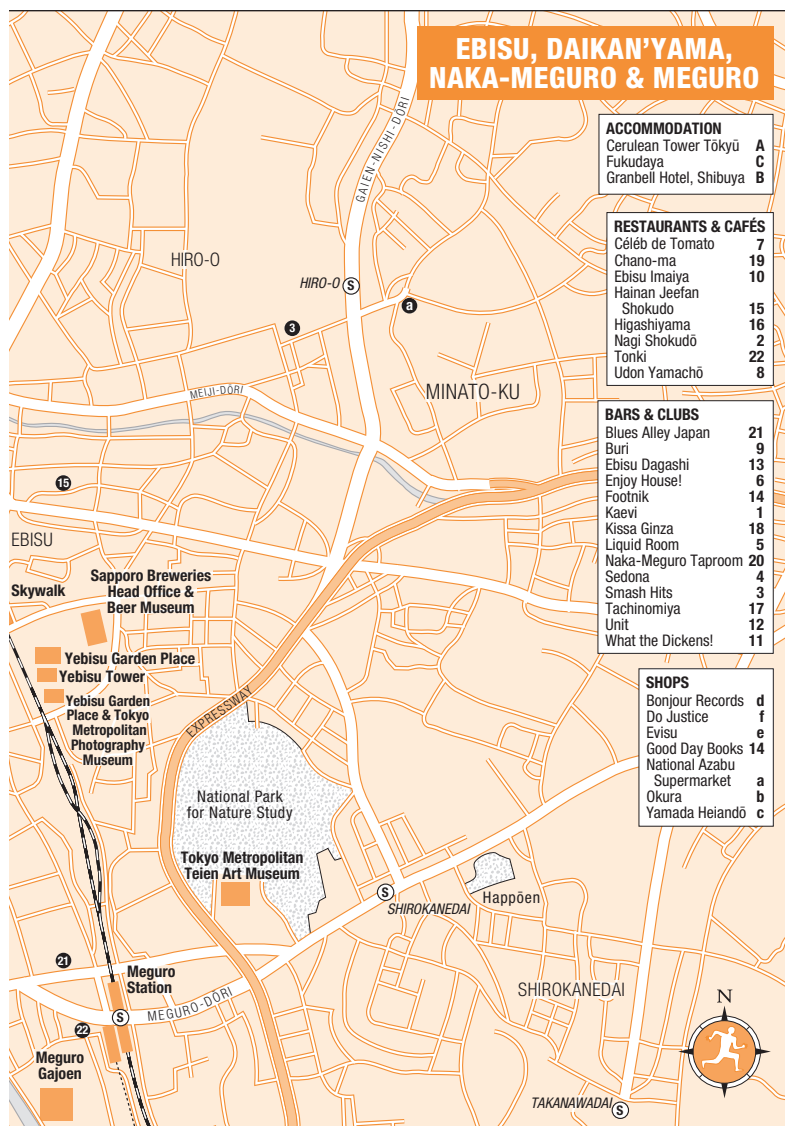 EBISU, DAIKAN'YAMA,
NAKA-MEGURO & MEGURO
ACCOMMODATION
Cerulean Tower Tōkyū A
Fukudaya C
Granbell Hotel, Shibuya B
RESTAURANTS & CAFÉS
Céléb de Tomato 7
Chano-ma 19
Ebisu Imaiya 10
Hainan Jeefan
Shokudo 15
Higashiyama 16
Nagi Shokudō 2
Tonki 22
Udon Yamachō 8
BARS & CLUBS
Blues Alley Japan 21
Buri 9
Ebisu Dagashi 13
Enjoy House! 6
Footnik 14
Kaevi 1
Kissa Ginza 18
Liquid Room 5
Naka-Meguro Taproom 20
Sedona 4
Smash Hits 3
Tachinomiya 17
Unit 12
What the Dickens! 11
SHOPS
Bonjour Records d
Do Justice f
Evisu e
Good Day Books 14
National Azabu
Supermarket a
Okura b
Yamada Heiandō c
GAIEN-NISHI-DŌRI
HIRO-O
HIRO-O S
a
3
MINATO-KU
MEIJI-DŌRI
15
EBISU
Skywalk
Sapporo Breweries
Head Office &
Beer Museum
Yebisu Garden Place
Yebisu Tower
Yebisu Garden
Place & Tokyo
Metropolitan
Photography
Museum
EXPRESSWAY
National Park
for Nature Study
Tokyo Metropolitan
Teien Art Museum
S
SHIROKANEDAI
Happōen
21
Meguro
Station
MEGURO-DŌRI
S
22
Meguro
Gajoen
SHIROKANEDAI
N
TAKANAWADAI S